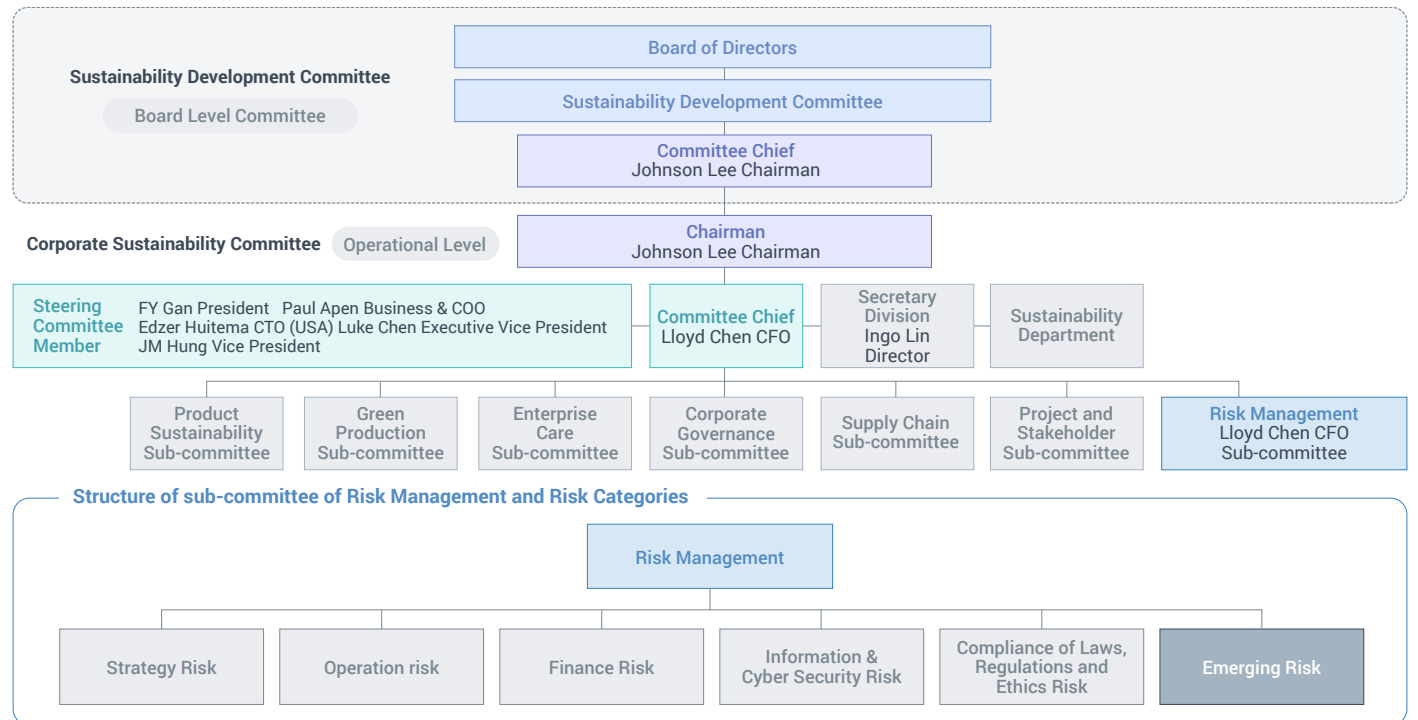 Board of Directors
Sustainability Development Committee
Board Level Committee
Sustainability Development Committee
Committee Chief
Johnson Lee Chairman
Corporate Sustainability Committee
Operational Level
Chairman
Johnson Lee Chairman
Steering
Committee
Member
FY Gan President Paul Apen Business & COO
Edzer Huitema CTO (USA) Luke Chen Executive Vice President
JM Hung Vice President
Committee Chief
Lloyd Chen CFO
Secretary
Division
Ingo Lin
Director
Sustainability
Department
Product
Sustainability
Sub-committee
Green
Production
Sub-committee
Enterprise
Care
Sub-committee
Corporate
Governance
Sub-committee
Supply Chain
Sub-committee
Project and
Stakeholder
Sub-committee
Risk Management
Lloyd Chen CFO
Sub-committee
Structure of sub-committee of Risk Management and Risk Categories
Risk Management
Strategy Risk
Operation risk
Finance Risk
Information &
Cyber Security Risk
Compliance of Laws,
Regulations and
Ethics Risk
Emerging Risk